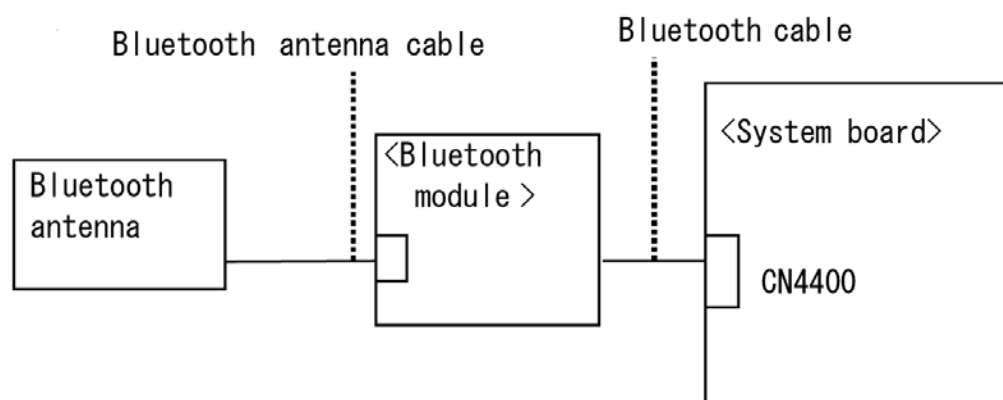 Bluetooth antenna cable
Bluetooth cable
<Bluetooth
module>
<System board>
Bluetooth
antenna
CN4400